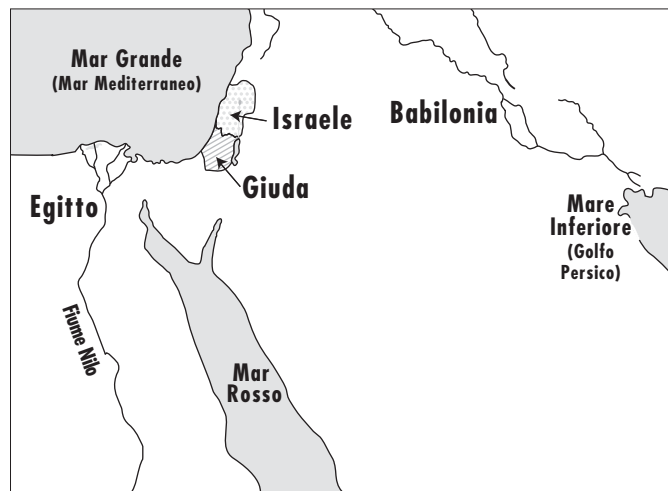 Mar Grande
(Mar Mediterraneo)
Israele
Babilonia
Giuda
Egitto
Mare
Inferiore
(Golfo
Persico)
Fiume Nilo
Mar
Rosso